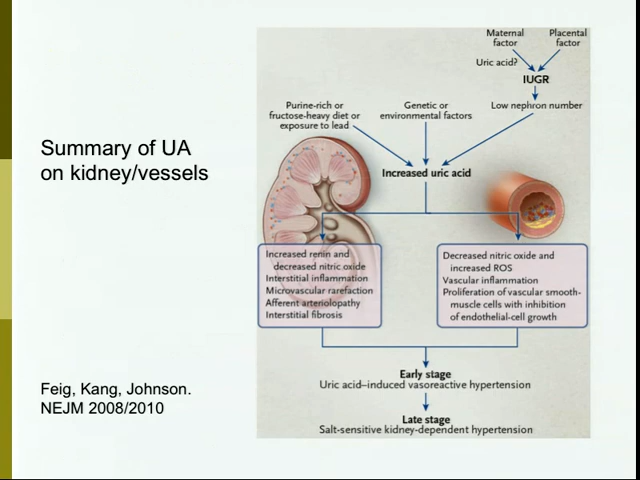 Summary of UA
on kidney/vessels
Feig, Kang, Johnson.
NEJM 2008/2010
Maternal
factor
Placental
factor
Uric acid?
IUGR
Low nephron number
Purine-rich or
fructose-heavy diet or
exposure to lead
Genetic or
environmental factors
Increased uric acid
Increased renin and
decreased nitric oxide
Interstitial inflammation
Microvascular rarefaction
Afferent arteriolopathy
Interstitial fibrosis
Decreased nitric oxide and
increased ROS
Vascular inflammation
Proliferation of vascular smooth-
muscle cells with inhibition
of endothelial-cell growth
Early stage
Uric acid–induced vasoreactive hypertension
Late stage
Salt-sensitive kidney-dependent hypertension